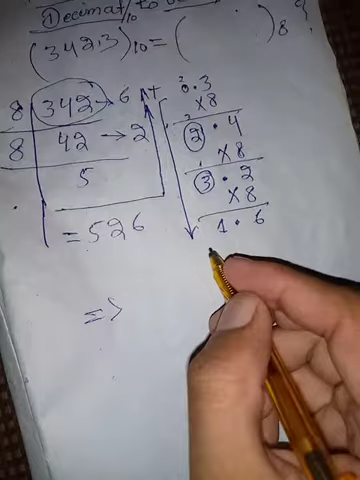 ① Decimal/10 to
(342.3)10 = ( )8
8 | 342 → 6
8 | 42 → 2
5
= 526
0.3
×8
2.4
×8
3.2
×8
1.6
=>